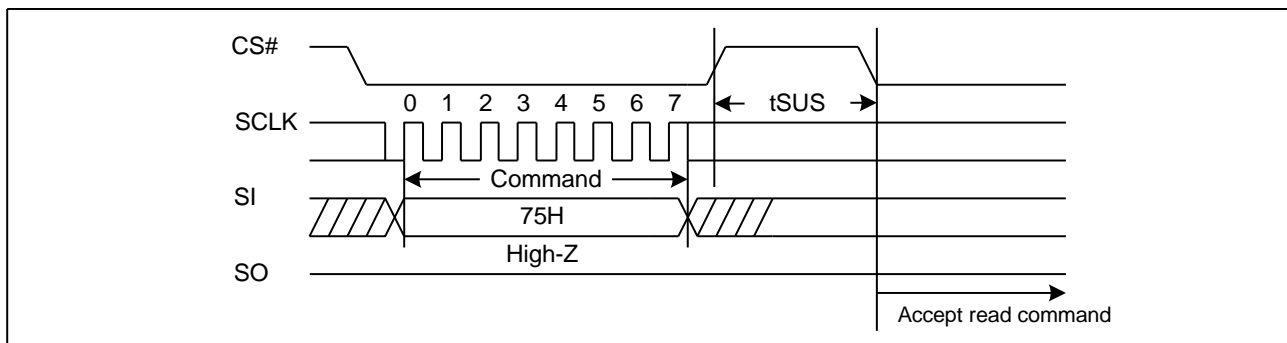 CS#
tSUS
0 1 2 3 4 5 6 7
SCLK
Command
SI
75H
High-Z
SO
Accept read command